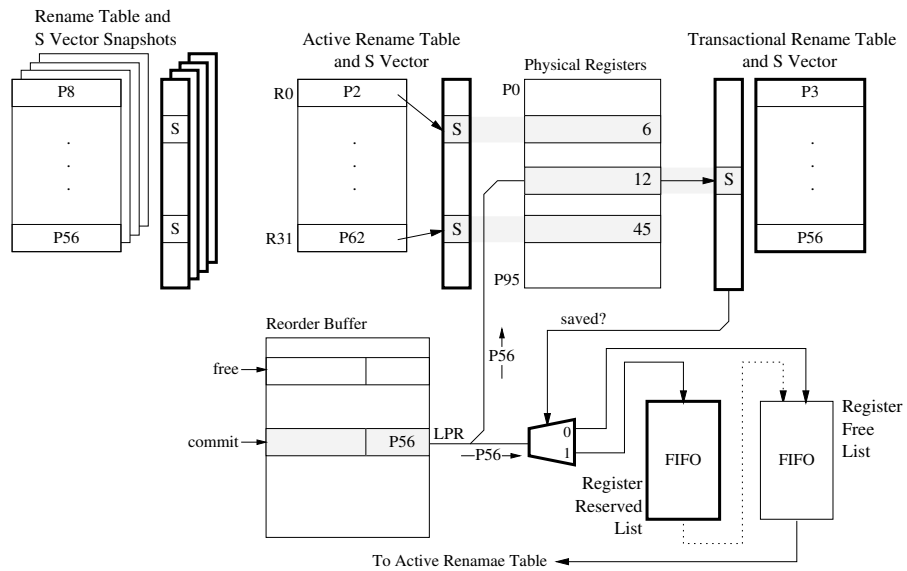 Rename Table and
S Vector Snapshots
P8
.
.
.
P56
S
S
Active Rename Table
and S Vector
R0
P2
.
.
.
R31
P62
S
S
Physical Registers
P0
6
12
45
P95
Transactional Rename Table
and S Vector
S
P3
.
.
.
P56
Reorder Buffer
free
commit
P56
LPR
P56
P56
saved?
0
1
Register
Reserved
List
FIFO
FIFO
Register
Free
List
To Active Renamae Table